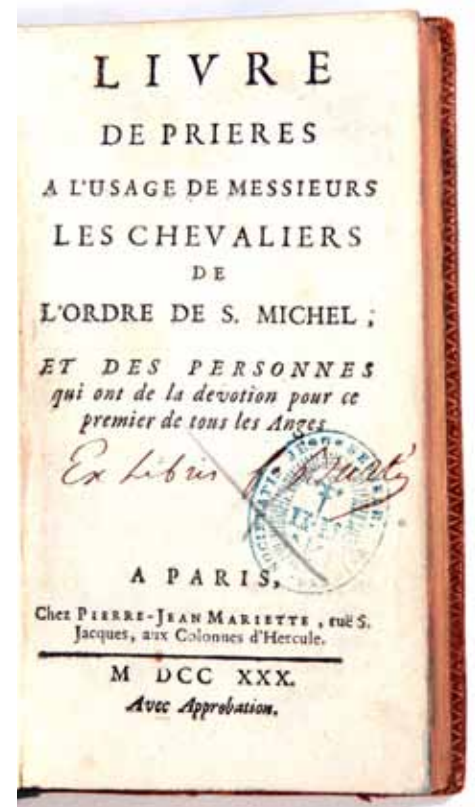 LIVRE
DE PRIERES
A L'USAGE DE MESSIEURS
LES CHEVALIERS
DE
L'ORDRE DE S. MICHEL ;
ET DES PERSONNES
qui ont de la devotion pour ce
premier de tous les Anges
Ex Libris
A PARIS,
Chez PIERRE-JEAN MARIETTE , ruë S.
Jacques, aux Colonnes d'Hercule.
M DCC XXX.
Avec Approbation.